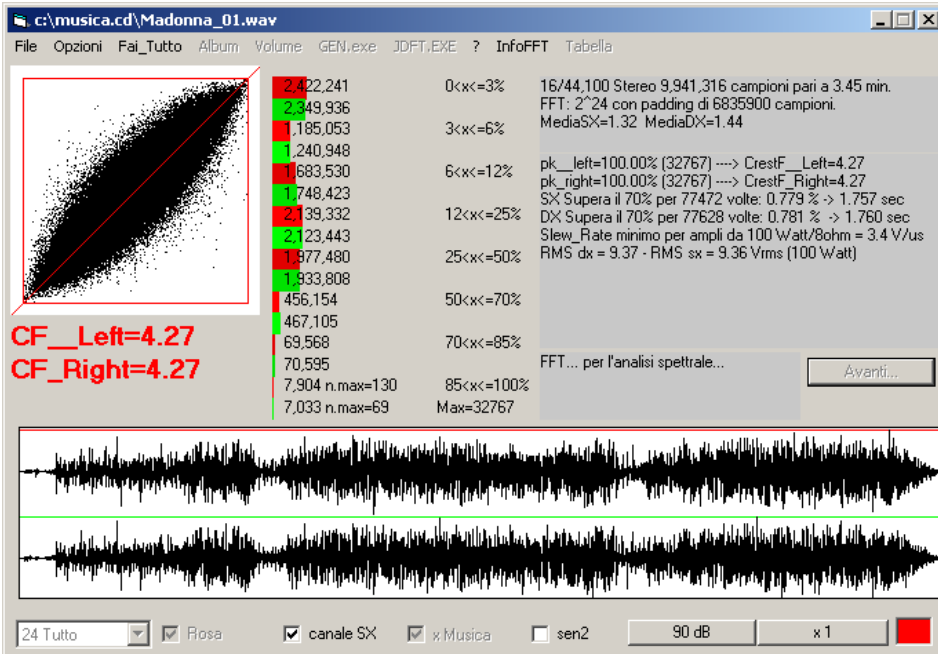 c:\musica.cd\Madonna_01.wav
File Opzioni Fai_Tutto Album Volume GEN.exe JDFT.EXE ? InfoFFT Tabella
2,422,241 0<x<=3%
2,349,936
1,185,053 3<x<=6%
1,240,948
1,683,530 6<x<=12%
1,748,423
2,139,332 12<x<=25%
2,123,443
1,977,480 25<x<=50%
1,933,808
456,154 50<x<=70%
467,105
69,568 70<x<=85%
70,595
7,904 n.max=130 85<x<=100%
7,033 n.max=69 Max=32767
16/44,100 Stereo 9,941,316 campioni pari a 3.45 min.
FFT: 2^24 con padding di 6835900 campioni.
MediaSX=1.32 MediaDX=1.44
pk__left=100.00% (32767) ----> CrestF__Left=4.27
pk_right=100.00% (32767) ----> CrestF_Right=4.27
SX Supera il 70% per 77472 volte: 0.779 % -> 1.757 sec
DX Supera il 70% per 77628 volte: 0.781 % -> 1.760 sec
Slew_Rate minimo per ampli da 100 Watt/8ohm = 3.4 V/us
RMS dx = 9.37 - RMS sx = 9.36 Vrms (100 Watt)
CF__Left=4.27
CF_Right=4.27
FFT... per l'analisi spettrale...
Avanti...
24 Tutto Rosa canale SX x Musica sen2 90 dB x 1